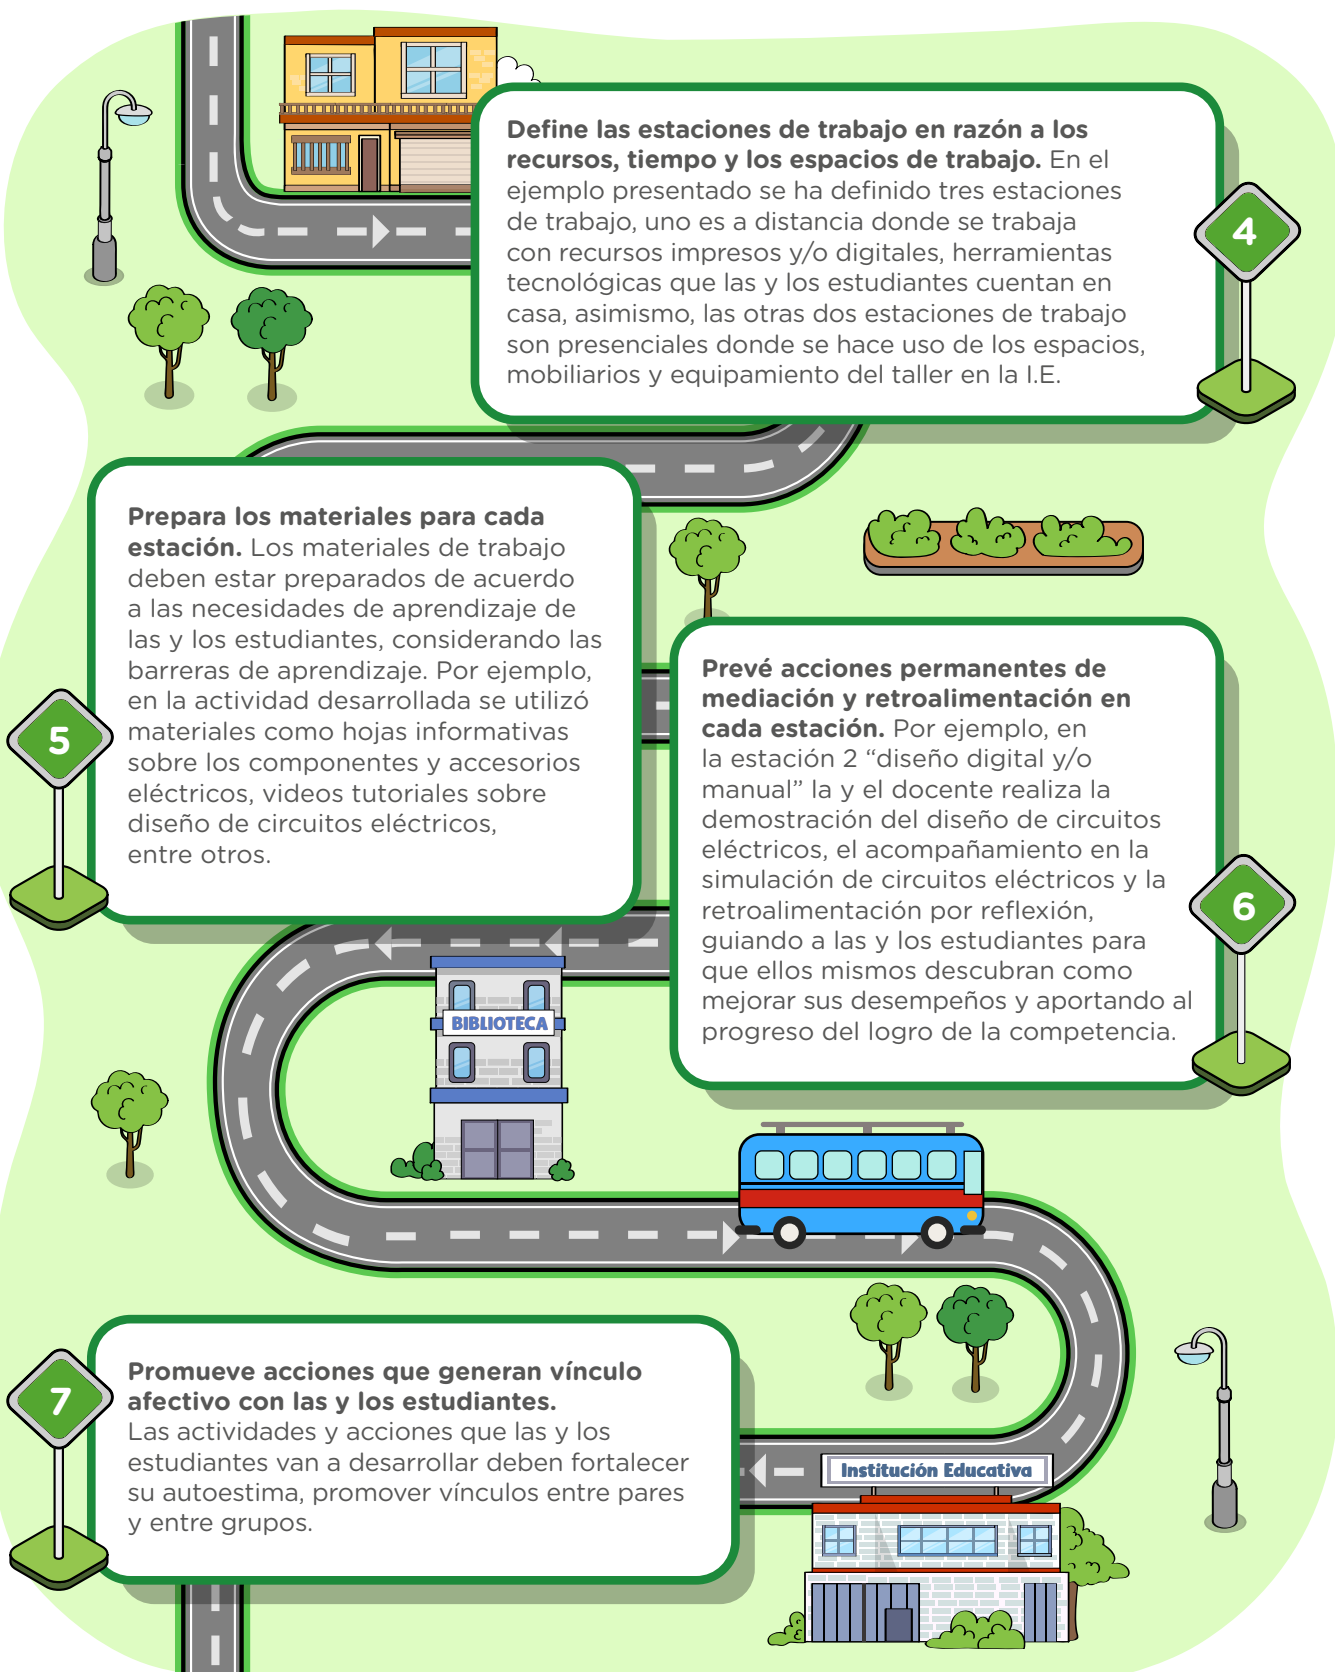 Define las estaciones de trabajo en razón a los
recursos, tiempo y los espacios de trabajo. En el
ejemplo presentado se ha definido tres estaciones
de trabajo, uno es a distancia donde se trabaja
con recursos impresos y/o digitales, herramientas
tecnológicas que las y los estudiantes cuentan en
casa, asimismo, las otras dos estaciones de trabajo
son presenciales donde se hace uso de los espacios,
mobiliarios y equipamiento del taller en la I.E.
4
Prepara los materiales para cada
estación. Los materiales de trabajo
deben estar preparados de acuerdo
a las necesidades de aprendizaje de
las y los estudiantes, considerando las
barreras de aprendizaje. Por ejemplo,
en la actividad desarrollada se utilizó
materiales como hojas informativas
sobre los componentes y accesorios
eléctricos, videos tutoriales sobre
diseño de circuitos eléctricos,
entre otros.
5
Prevé acciones permanentes de
mediación y retroalimentación en
cada estación. Por ejemplo, en
la estación 2 “diseño digital y/o
manual” la y el docente realiza la
demostración del diseño de circuitos
eléctricos, el acompañamiento en la
simulación de circuitos eléctricos y la
retroalimentación por reflexión,
guiando a las y los estudiantes para
que ellos mismos descubran como
mejorar sus desempeños y aportando al
progreso del logro de la competencia.
6
BIBLIOTECA
7
Promueve acciones que generan vínculo
afectivo con las y los estudiantes.
Las actividades y acciones que las y los
estudiantes van a desarrollar deben fortalecer
su autoestima, promover vínculos entre pares
y entre grupos.
Institución Educativa